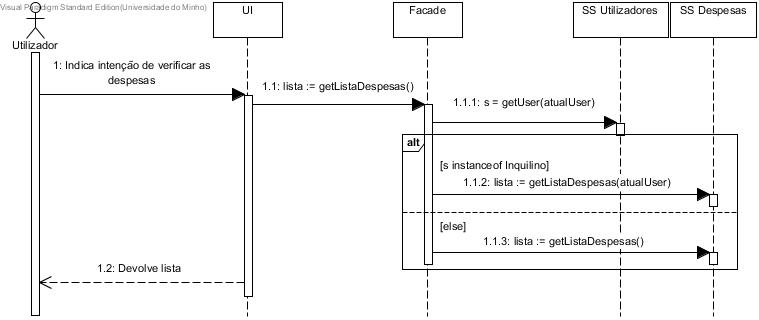 Visual Paradigm Standard Edition(Universidade do Minho)
UI
Facade
SS Utilizadores
SS Despesas
Utilizador
1: Indica intenção de verificar as
despesas
1.1: lista := getListaDespesas()
1.1.1: s = getUser(atualUser)
alt
[s instanceof Inquilino]
1.1.2: lista := getListaDespesas(atualUser)
[else]
1.1.3: lista := getListaDespesas()
1.2: Devolve lista